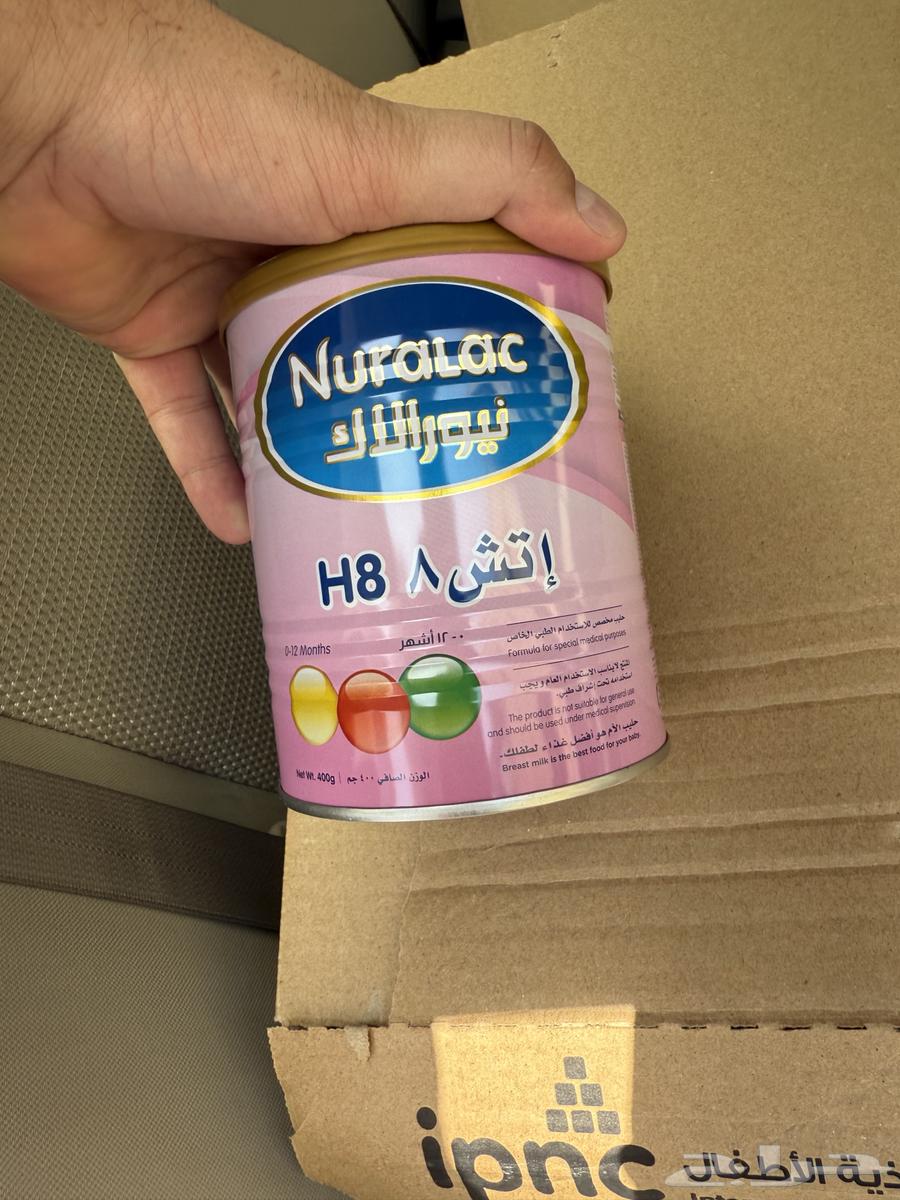 Nuralac
نيورالاك
إتش ٨ H8
0-12 Months
٠-١٢ أشهر
حليب مخصص للاستخدام الطبي الخاص
Formula for special medical purposes
المنتج لا يناسب الاستخدام العام و يجب
استخدامه تحت إشراف طبي.
The product is not suitable for general use
and should be used under medical supervision
حليب الأم هو أفضل غذاء لطفلك.
Breast milk is the best food for your baby.
Net Wt. 400g | الوزن الصافي ٤٠٠ جم
ipnc
الأطفال